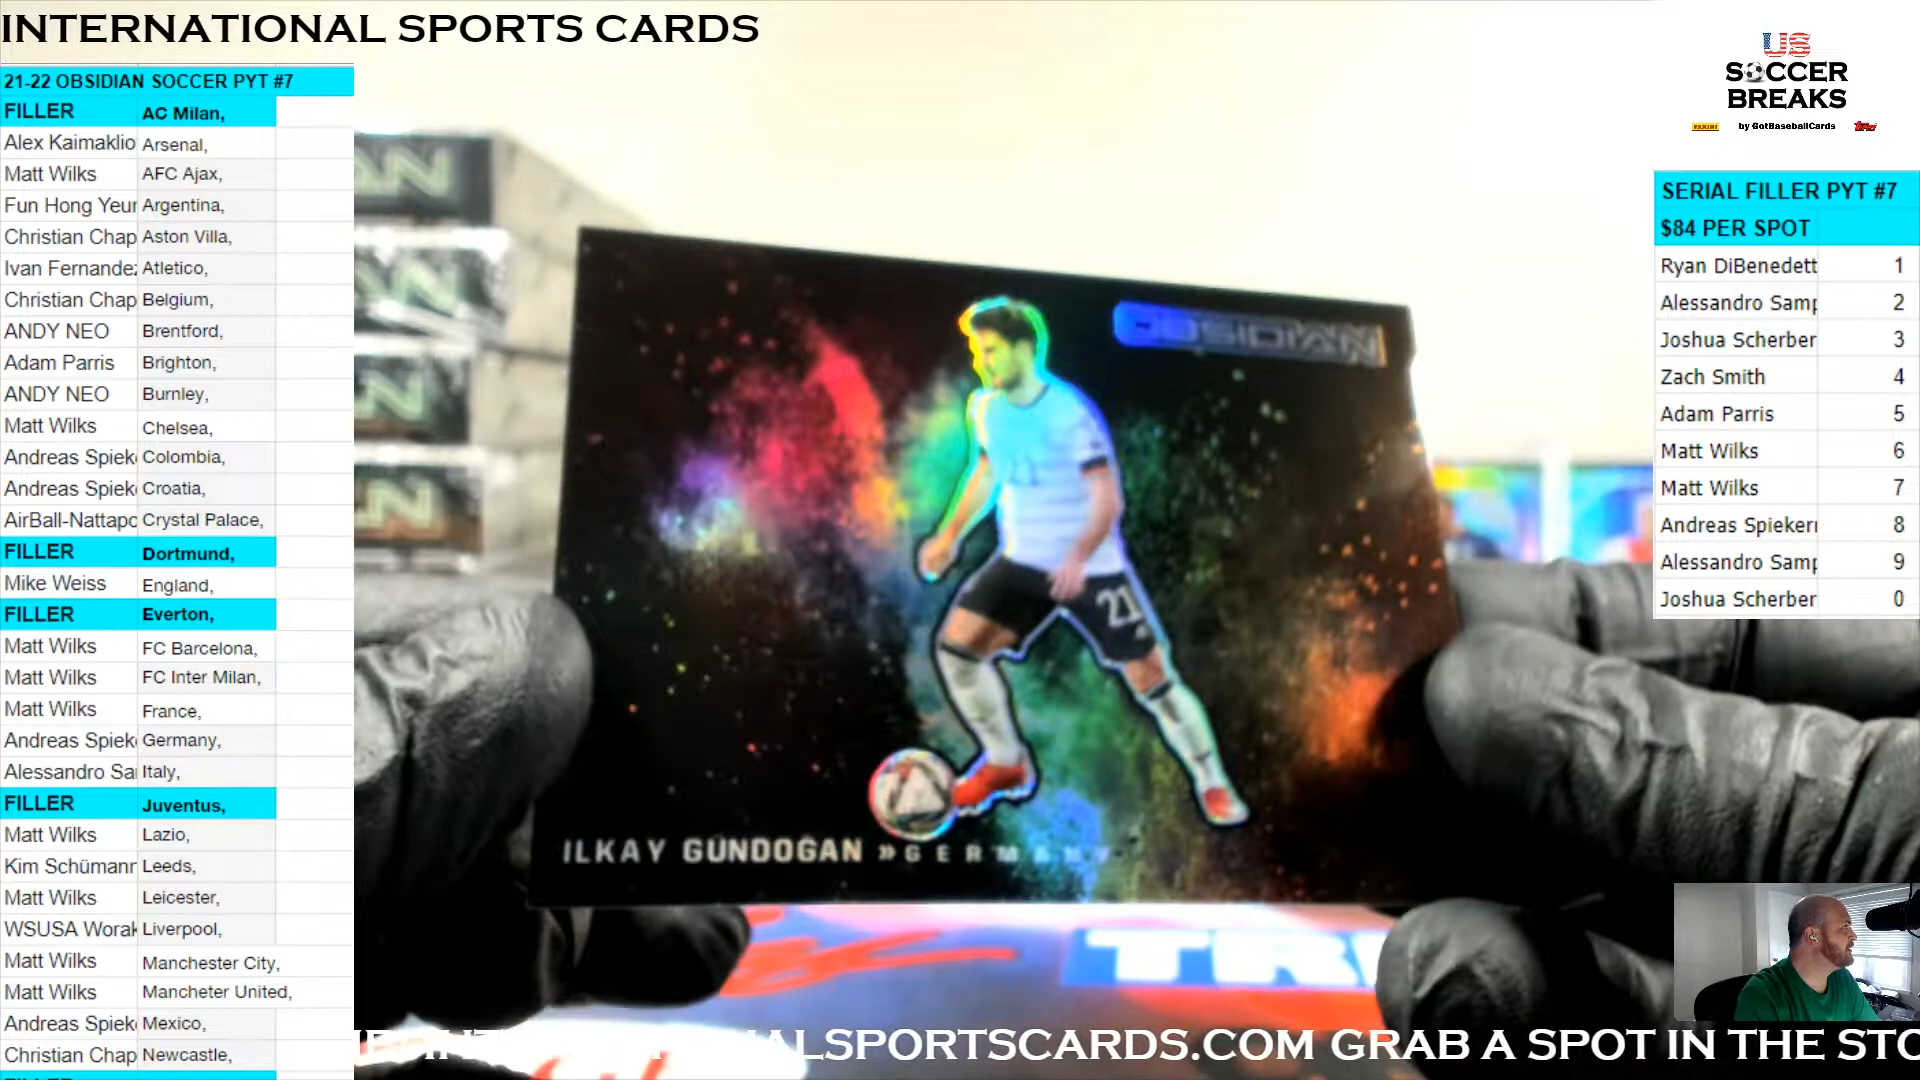 INTERNATIONAL SPORTS CARDS
21-22 OBSIDIAN SOCCER PYT #7
FILLER AC Milan,
Alex Kaimaklio Arsenal,
Matt Wilks AFC Ajax,
Fun Hong Yeur Argentina,
Christian Chap Aston Villa,
Ivan Fernandez Atletico,
Christian Chap Belgium,
ANDY NEO Brentford,
Adam Parris Brighton,
ANDY NEO Burnley,
Matt Wilks Chelsea,
Andreas Spiek Colombia,
Andreas Spiek Croatia,
AirBall-Nattapo Crystal Palace,
FILLER Dortmund,
Mike Weiss England,
FILLER Everton,
Matt Wilks FC Barcelona,
Matt Wilks FC Inter Milan,
Matt Wilks France,
Andreas Spiek Germany,
Alessandro Sa Italy,
FILLER Juventus,
Matt Wilks Lazio,
Kim Schümann Leeds,
Matt Wilks Leicester,
WSUSA Worak Liverpool,
Matt Wilks Manchester City,
Matt Wilks Mancheter United,
Andreas Spiek Mexico,
Christian Chap Newcastle,
OBSIDIAN
21
ILKAY GÜNDOĞAN » GERMANY
TRI
ALSPORTSCARDS.COM GRAB A SPOT IN THE STO
US
SOCCER
BREAKS
PANINI by GotBaseballCards Topps
SERIAL FILLER PYT #7
$84 PER SPOT
Ryan DiBenedett 1
Alessandro Samp 2
Joshua Scherber 3
Zach Smith 4
Adam Parris 5
Matt Wilks 6
Matt Wilks 7
Andreas Spieker 8
Alessandro Samp 9
Joshua Scherber 0